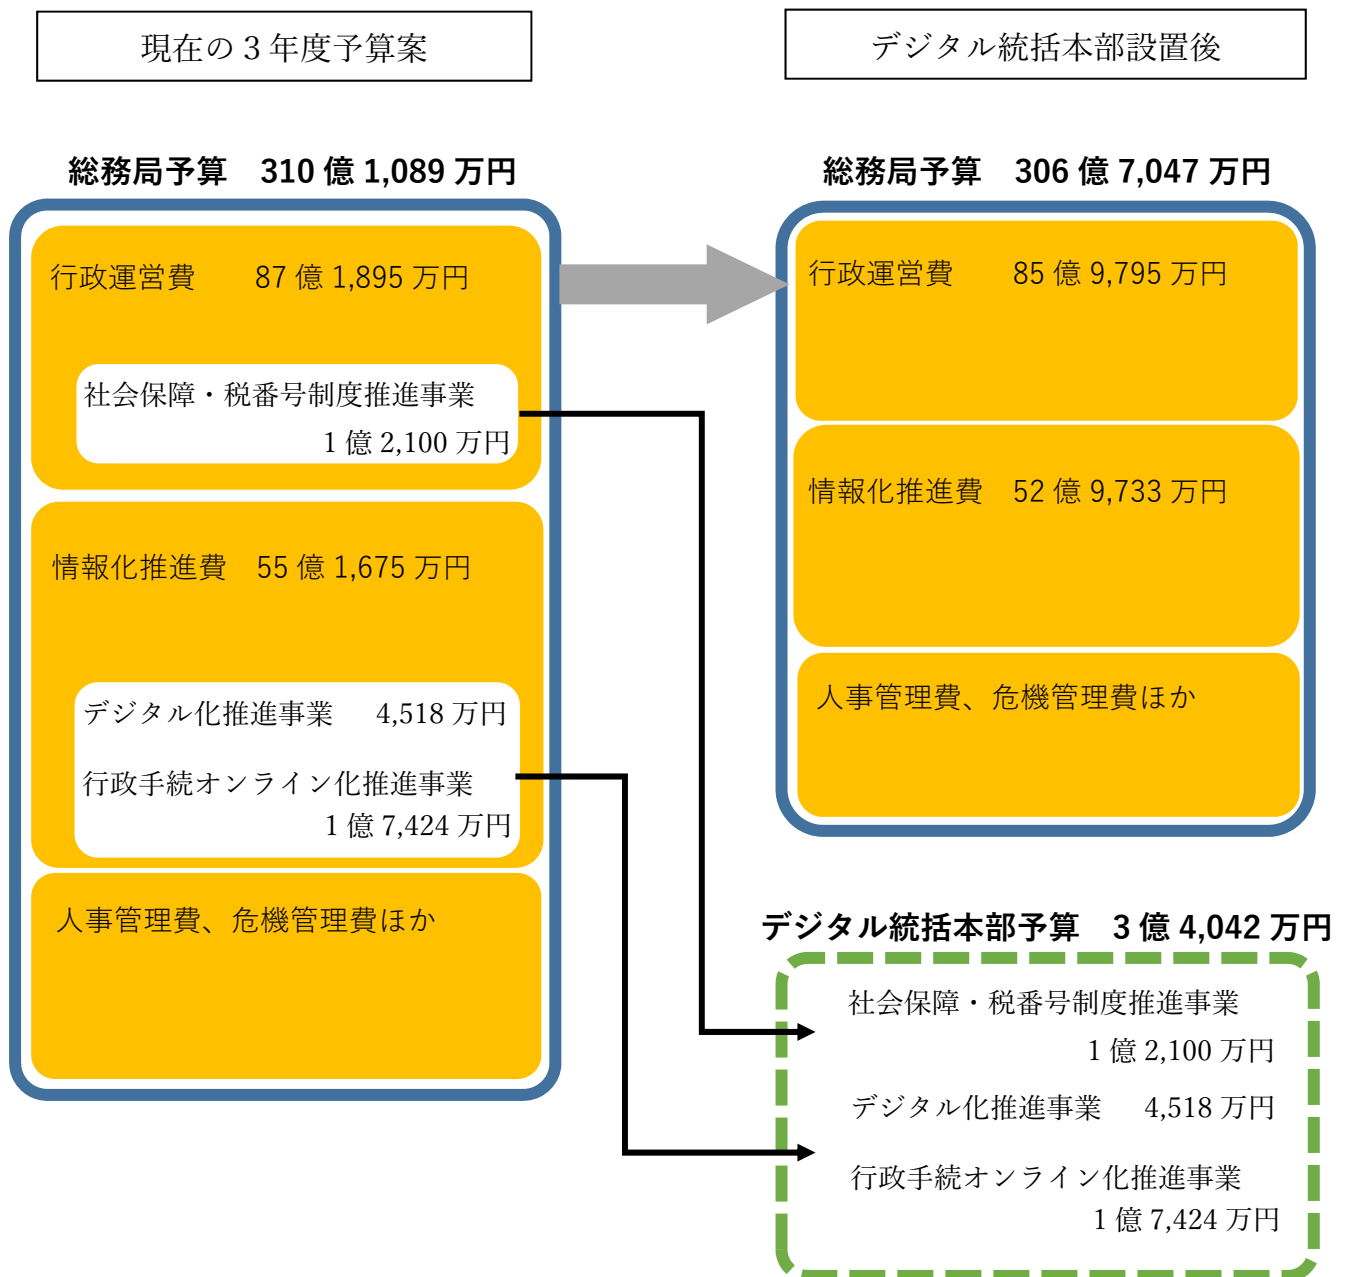 現在の3年度予算案
総務局予算　310 億 1,089 万円
行政運営費　　87 億 1,895 万円
社会保障・税番号制度推進事業
1 億 2,100 万円
情報化推進費　55 億 1,675 万円
デジタル化推進事業　4,518 万円
行政手続オンライン化推進事業
1 億 7,424 万円
人事管理費、危機管理費ほか
デジタル統括本部設置後
総務局予算　306 億 7,047 万円
行政運営費　　85 億 9,795 万円
情報化推進費　52 億 9,733 万円
人事管理費、危機管理費ほか
デジタル統括本部予算　3 億 4,042 万円
社会保障・税番号制度推進事業
1 億 2,100 万円
デジタル化推進事業　4,518 万円
行政手続オンライン化推進事業
1 億 7,424 万円